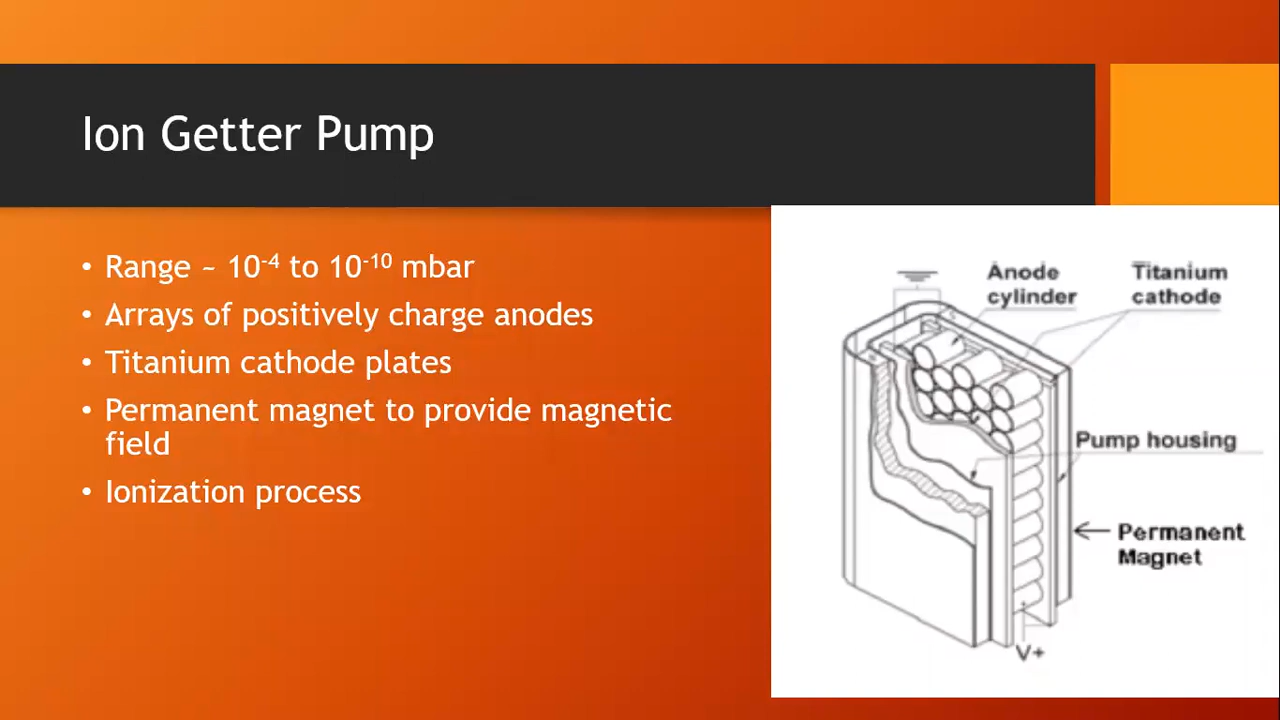 Ion Getter Pump
• Range ~ 10⁻⁴ to 10⁻¹⁰ mbar
• Arrays of positively charge anodes
• Titanium cathode plates
• Permanent magnet to provide magnetic
field
• Ionization process
Anode
cylinder
Titanium
cathode
Pump housing
Permanent
Magnet
V+